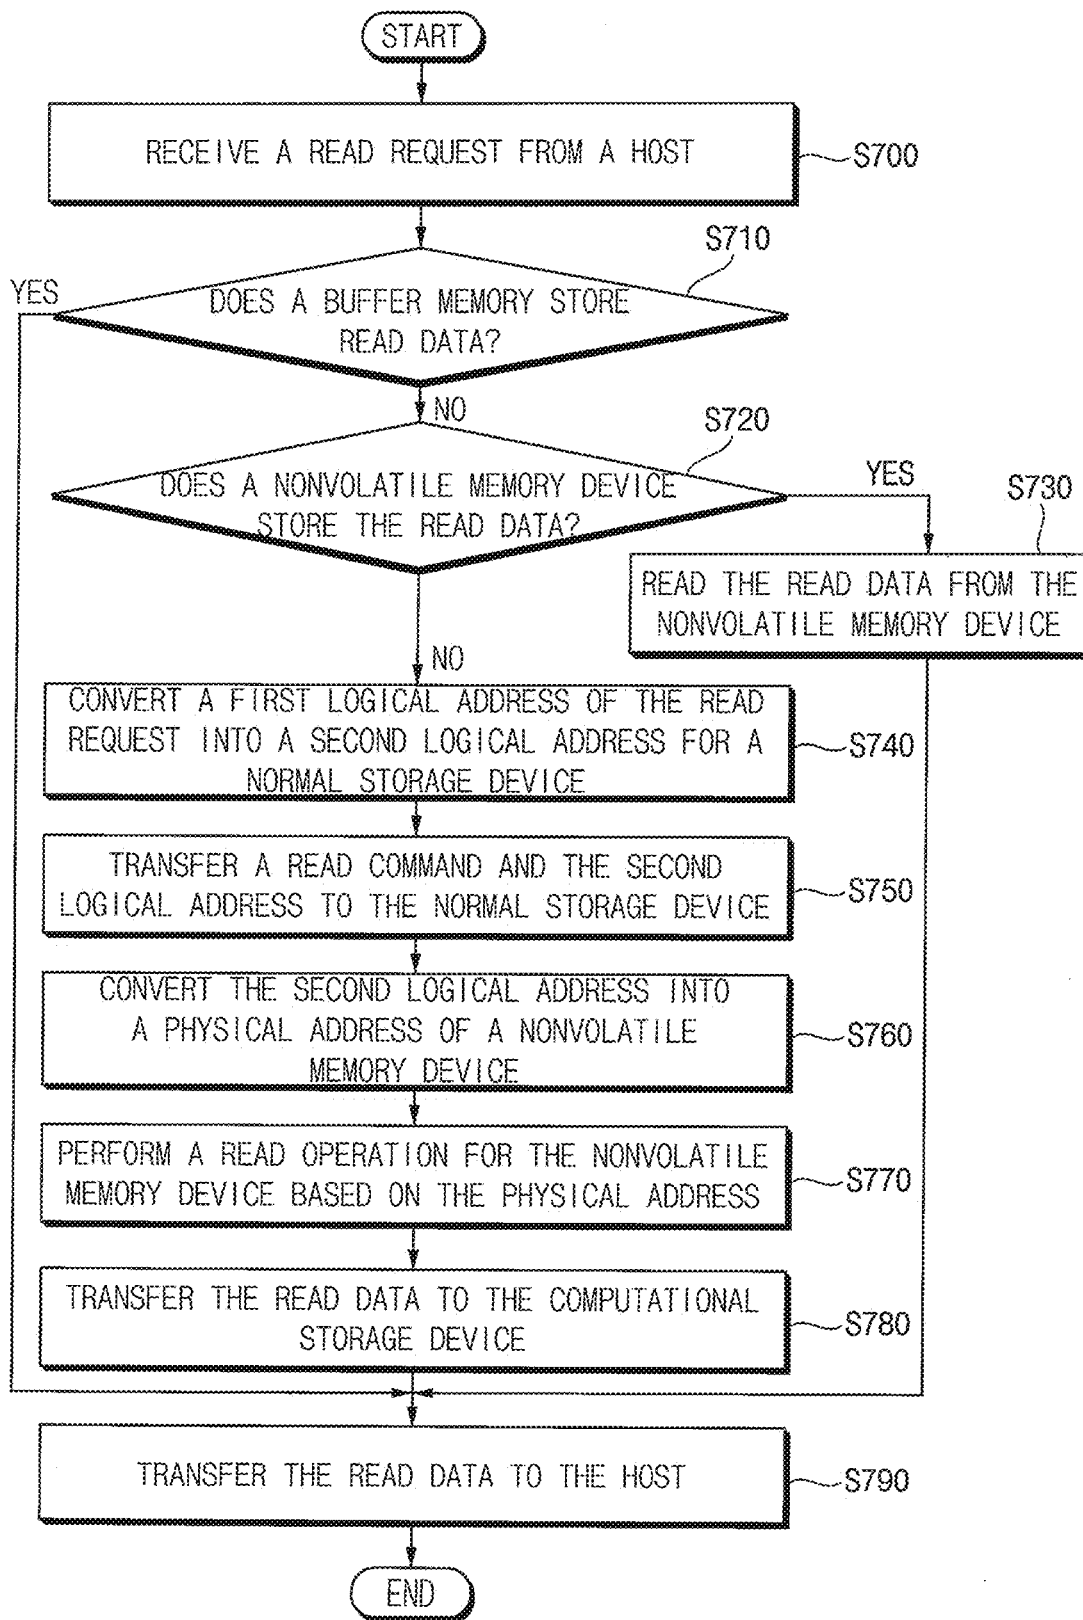 START
RECEIVE A READ REQUEST FROM A HOST
S700
S710
YES
DOES A BUFFER MEMORY STORE
READ DATA?
NO
S720
DOES A NONVOLATILE MEMORY DEVICE
STORE THE READ DATA?
YES
S730
READ THE READ DATA FROM THE
NONVOLATILE MEMORY DEVICE
NO
CONVERT A FIRST LOGICAL ADDRESS OF THE READ
REQUEST INTO A SECOND LOGICAL ADDRESS FOR A
NORMAL STORAGE DEVICE
S740
TRANSFER A READ COMMAND AND THE SECOND
LOGICAL ADDRESS TO THE NORMAL STORAGE DEVICE
S750
CONVERT THE SECOND LOGICAL ADDRESS INTO
A PHYSICAL ADDRESS OF A NONVOLATILE
MEMORY DEVICE
S760
PERFORM A READ OPERATION FOR THE NONVOLATILE
MEMORY DEVICE BASED ON THE PHYSICAL ADDRESS
S770
TRANSFER THE READ DATA TO THE COMPUTATIONAL
STORAGE DEVICE
S780
TRANSFER THE READ DATA TO THE HOST
S790
END